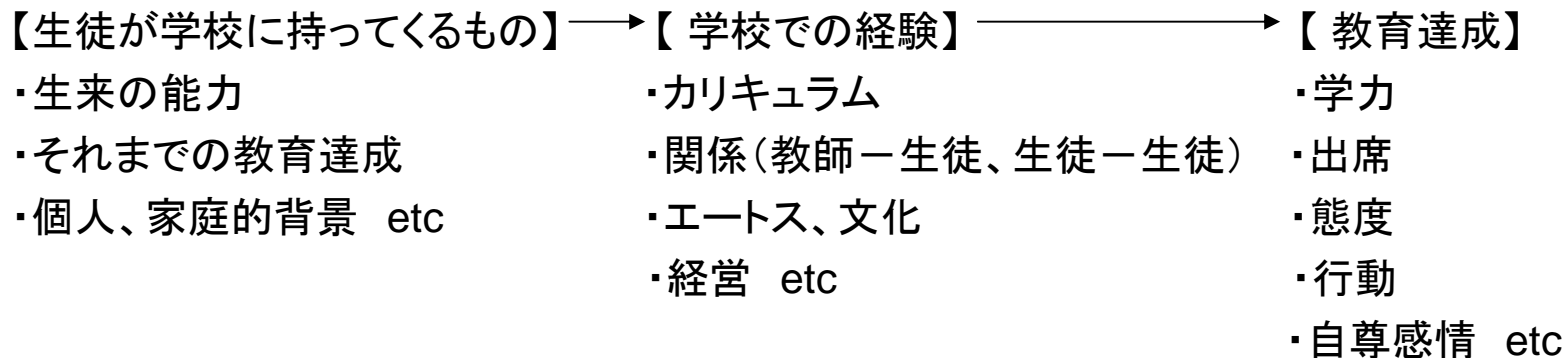 【生徒が学校に持ってくるもの】 → 【 学校での経験】 → 【 教育達成】
・生来の能力 ・カリキュラム ・学力
・それまでの教育達成 ・関係（教師－生徒、生徒－生徒） ・出席
・個人、家庭的背景 etc ・エートス、文化 ・態度
・経営 etc ・行動
・自尊感情 etc